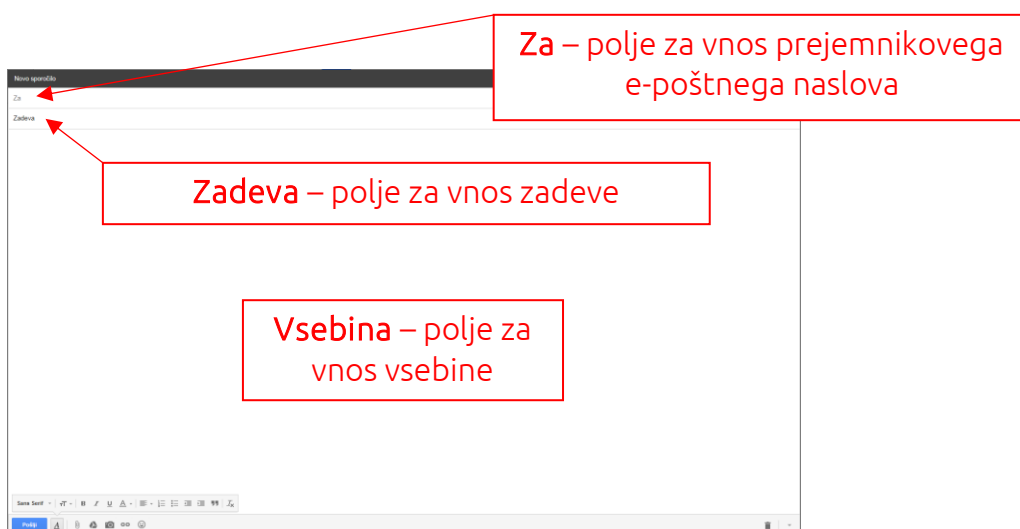 Za – polje za vnos prejemnikovega
e-poštnega naslova
Novo sporočilo
Za
Zadeva
Zadeva – polje za vnos zadeve
Vsebina – polje za
vnos vsebine
Sans Serif
Pošlji